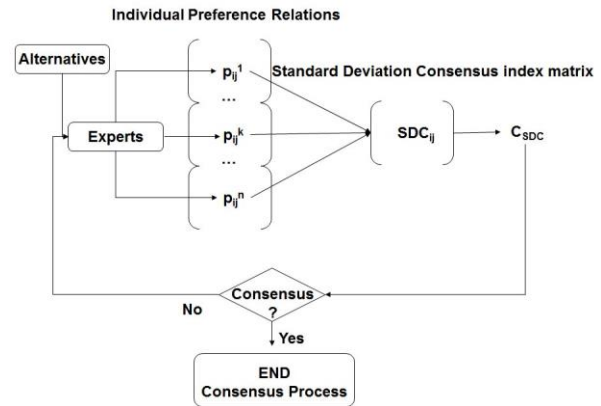 Individual Preference Relations
Alternatives
Standard Deviation Consensus index matrix
p_ij^1
...
Experts
p_ij^k
SDC_ij
C_SDC
...
p_ij^n
Consensus
?
No
Yes
END
Consensus Process